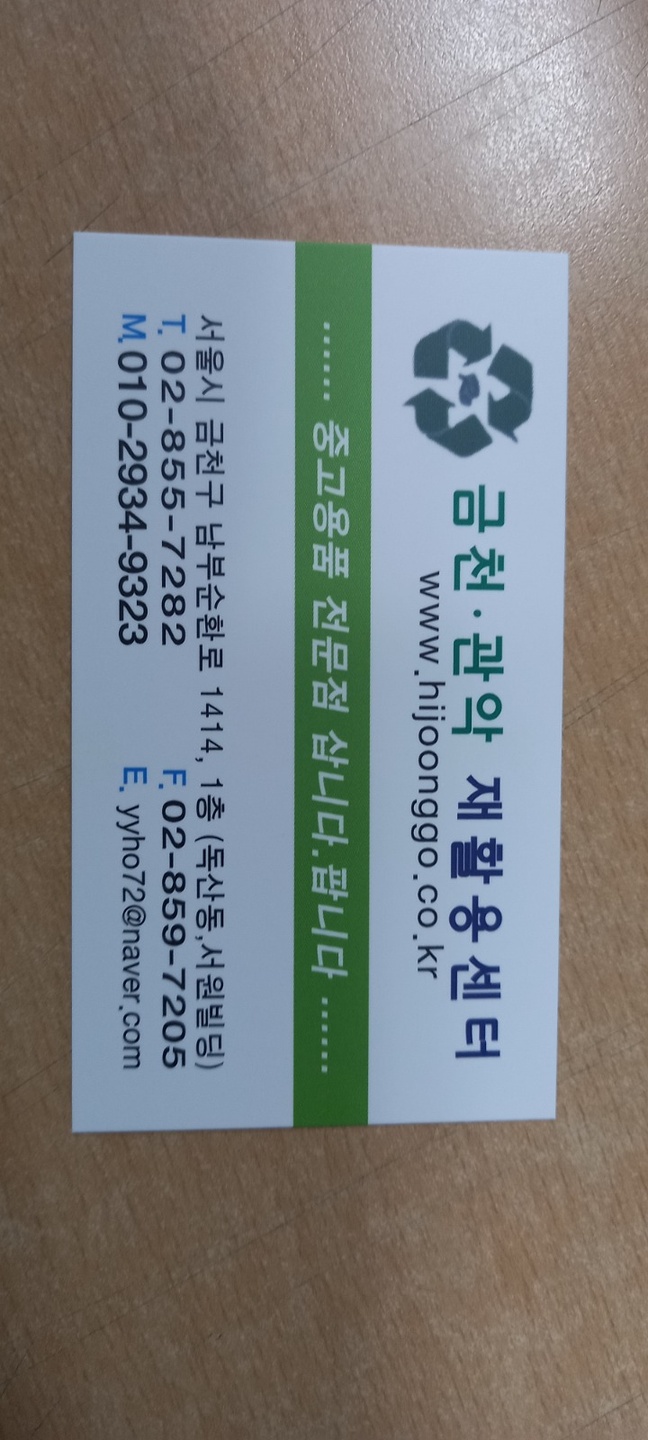 금천·관악 재활용센터
www.hijoonggo.co.kr
...... 중고용품 전문점 삽니다.팝니다 ......
서울시 금천구 남부순환로 1414, 1층 (독산동,서원빌딩)
T. 02-855-7282 F. 02-859-7205
M. 010-2934-9323 E. yyho72@naver.com